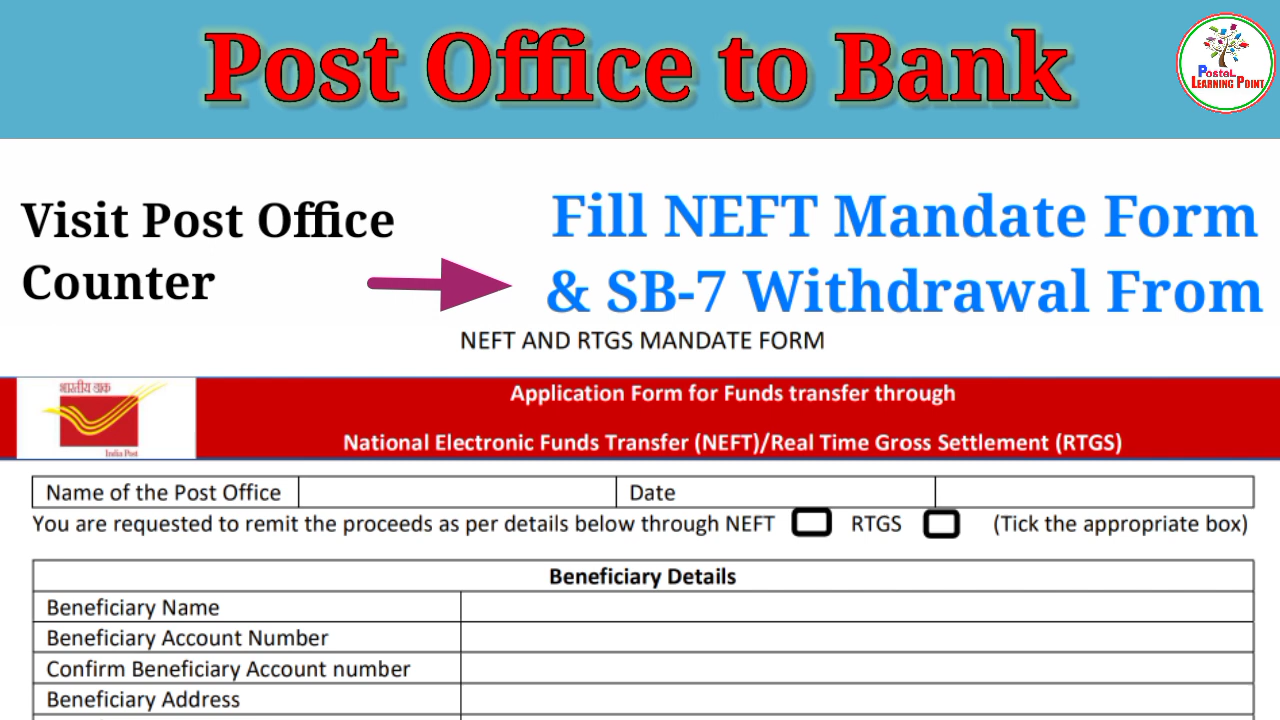 Post Office to Bank
Postal
Learning Point
Visit Post Office
Counter
Fill NEFT Mandate Form
& SB-7 Withdrawal From
NEFT AND RTGS MANDATE FORM
भारतीय डाक
India Post
Application Form for Funds transfer through
National Electronic Funds Transfer (NEFT)/Real Time Gross Settlement (RTGS)
Name of the Post Office Date
You are requested to remit the proceeds as per details below through NEFT RTGS (Tick the appropriate box)
Beneficiary Details
Beneficiary Name
Beneficiary Account Number
Confirm Beneficiary Account number
Beneficiary Address